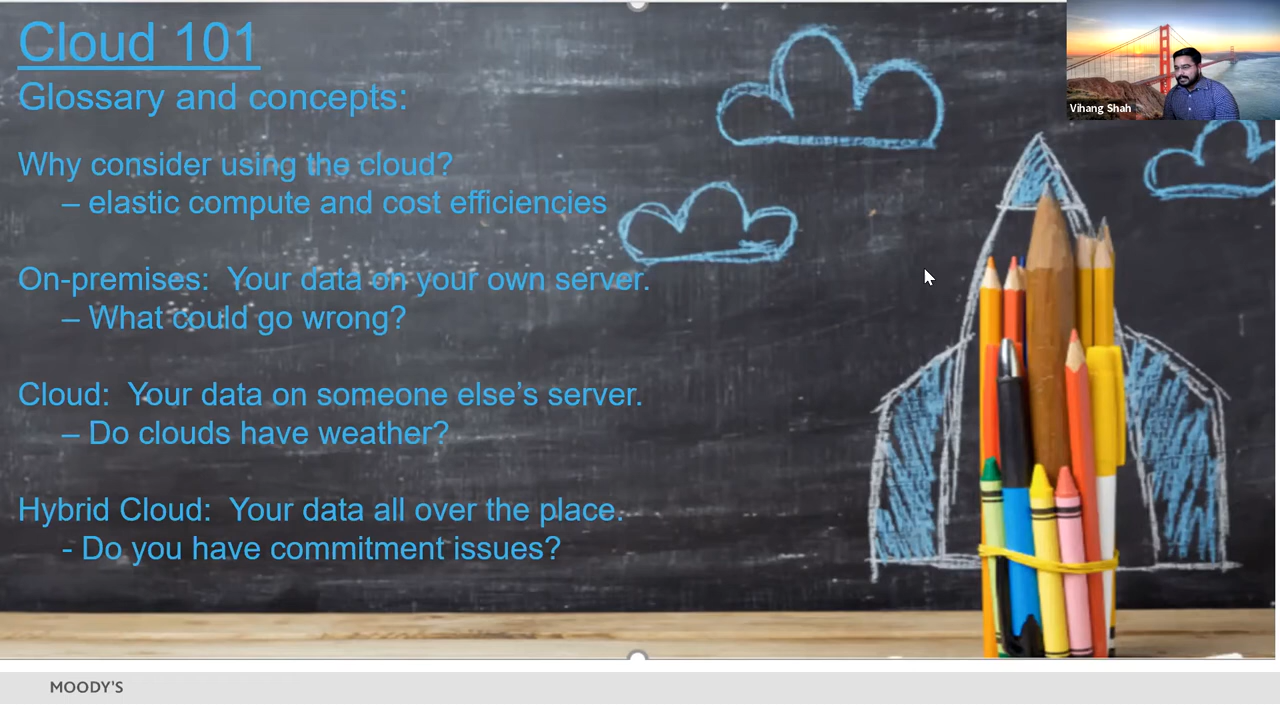 Cloud 101
Glossary and concepts:
Why consider using the cloud?
– elastic compute and cost efficiencies
On-premises:  Your data on your own server.
– What could go wrong?
Cloud:  Your data on someone else’s server.
– Do clouds have weather?
Hybrid Cloud:  Your data all over the place.
- Do you have commitment issues?
Vihang Shah
MOODY'S